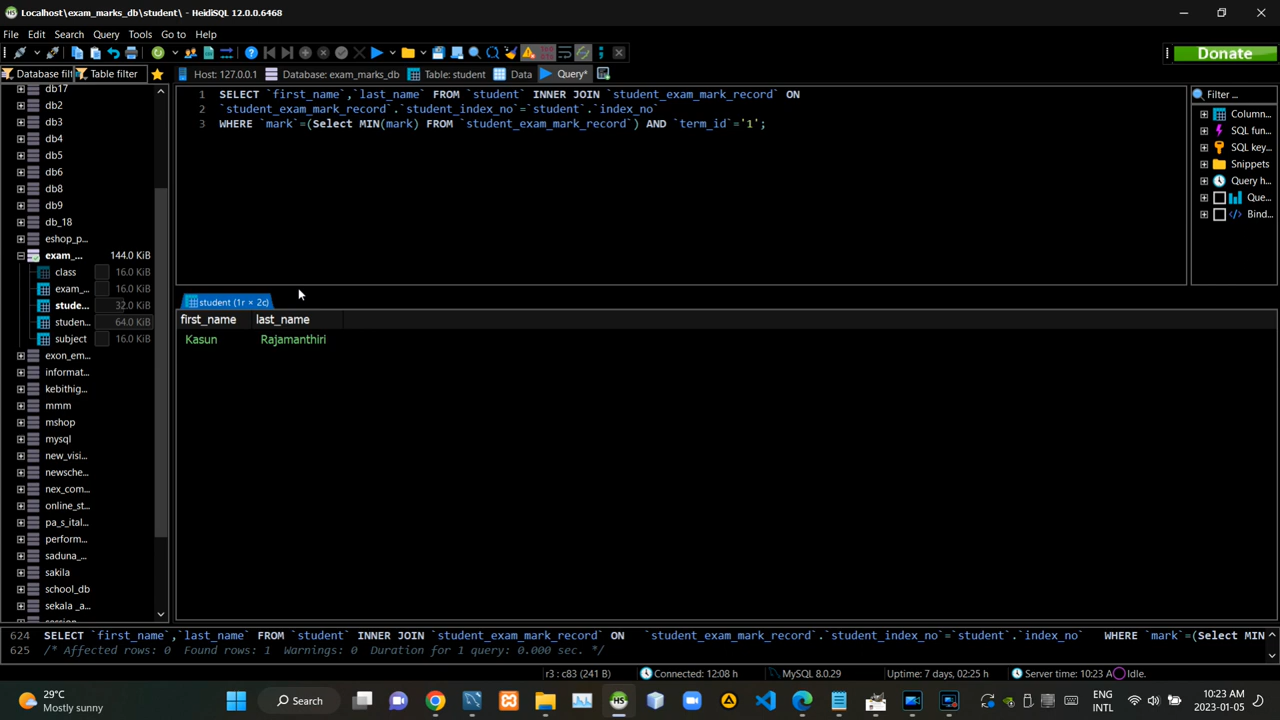 Localhost\exam_marks_db\student\ - HeidiSQL 12.0.0.6468
File Edit Search Query Tools Go to Help
Donate
Database filt Table filter Host: 127.0.0.1 Database: exam_marks_db Table: student Data Query*
Filter ...
1 SELECT `first_name`,`last_name` FROM `student` INNER JOIN `student_exam_mark_record` ON
2 `student_exam_mark_record`.`student_index_no`=`student`.`index_no`
3 WHERE `mark`=(Select MIN(mark) FROM `student_exam_mark_record`) AND `term_id`='1';
Column...
SQL fun...
SQL key...
Snippets
Query h...
Que...
Bind...
db17
db2
db3
db4
db5
db6
db8
db9
db_18
eshop_p...
exam_... 144.0 KiB
class 16.0 KiB
exam_... 16.0 KiB
stude... 32.0 KiB
studen... 64.0 KiB
subject 16.0 KiB
exon_em...
informat...
kebithig...
mmm
mshop
mysql
new_visi...
newsche...
nex_com...
online_st...
pa_s_ital...
perform...
saduna_...
sakila
school_db
sekala _a...
session
student (1r × 2c)
first_name last_name
Kasun Rajamanthiri
624 SELECT `first_name`,`last_name` FROM `student` INNER JOIN `student_exam_mark_record` ON `student_exam_mark_record`.`student_index_no`=`student`.`index_no` WHERE `mark`=(Select MIN
625 /* Affected rows: 0 Found rows: 1 Warnings: 0 Duration for 1 query: 0.000 sec. */
r3 : c83 (241 B) Connected: 12:08 h MySQL 8.0.29 Uptime: 7 days, 02:25 h Server time: 10:23 A Idle.
29°C
Mostly sunny
Search
ENG
INTL
10:23 AM
2023-01-05